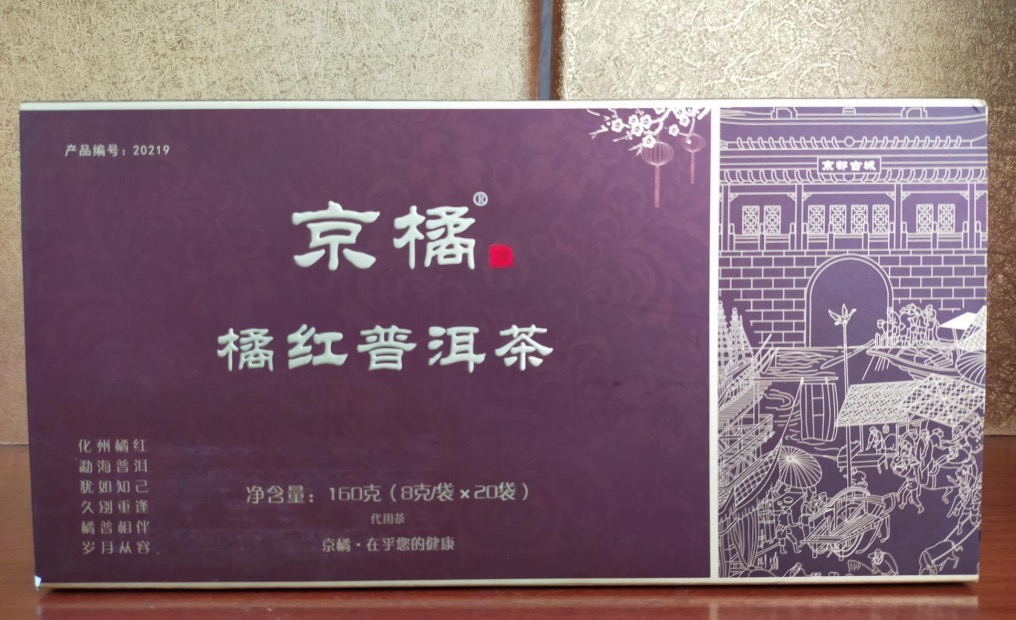 产品编号：20219
京橘®
橘红普洱茶
化州橘红
勐海普洱
犹如知己
久别重逢
橘普相伴
岁月从容
净含量：160克（8克/袋×20袋）
代用茶
京橘·在乎您的健康
京都古城